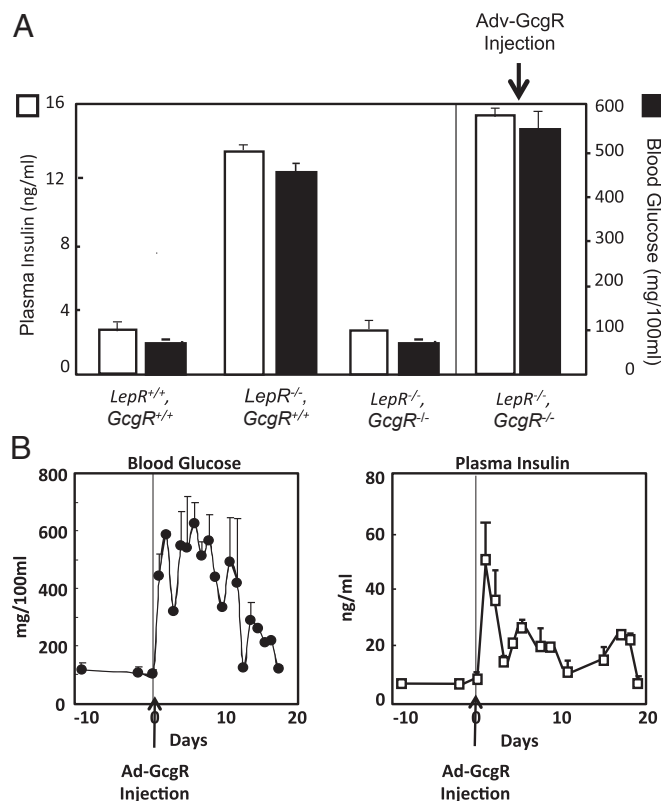 A
Adv-GcgR
Injection
Plasma Insulin (ng/ml)
16
12
8
4
0
600
500
400
300
200
100
0
Blood Glucose (mg/100ml)
LepR+/+,
GcgR+/+
LepR-/-,
GcgR+/+
LepR-/-,
GcgR-/-
LepR-/-,
GcgR-/-
B
Blood Glucose
mg/100ml
800
600
400
200
0
-10 0 10 20
Days
Ad-GcgR
Injection
Plasma Insulin
ng/ml
80
60
40
20
0
-10 0 10 20
Days
Ad-GcgR
Injection